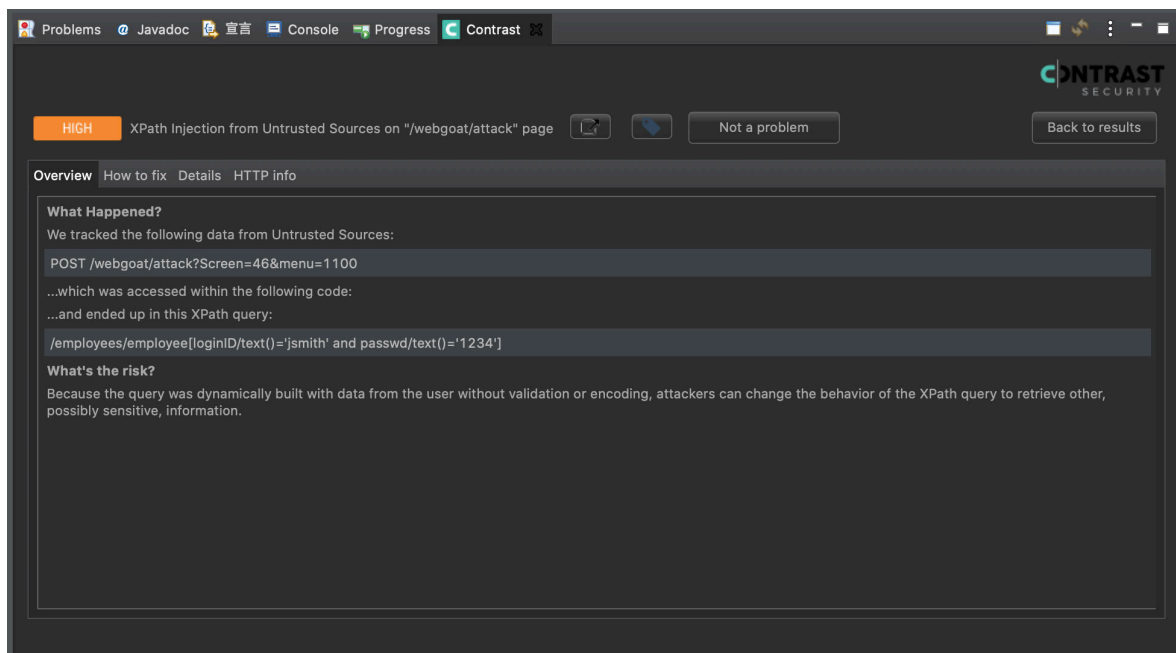 Problems @ Javadoc 宣言 Console Progress Contrast
CONTRAST
SECURITY
HIGH XPath Injection from Untrusted Sources on "/webgoat/attack" page Not a problem Back to results
Overview How to fix Details HTTP info
What Happened?
We tracked the following data from Untrusted Sources:
POST /webgoat/attack?Screen=46&menu=1100
...which was accessed within the following code:
...and ended up in this XPath query:
/employees/employee[loginID/text()='jsmith' and passwd/text()='1234']
What's the risk?
Because the query was dynamically built with data from the user without validation or encoding, attackers can change the behavior of the XPath query to retrieve other,
possibly sensitive, information.